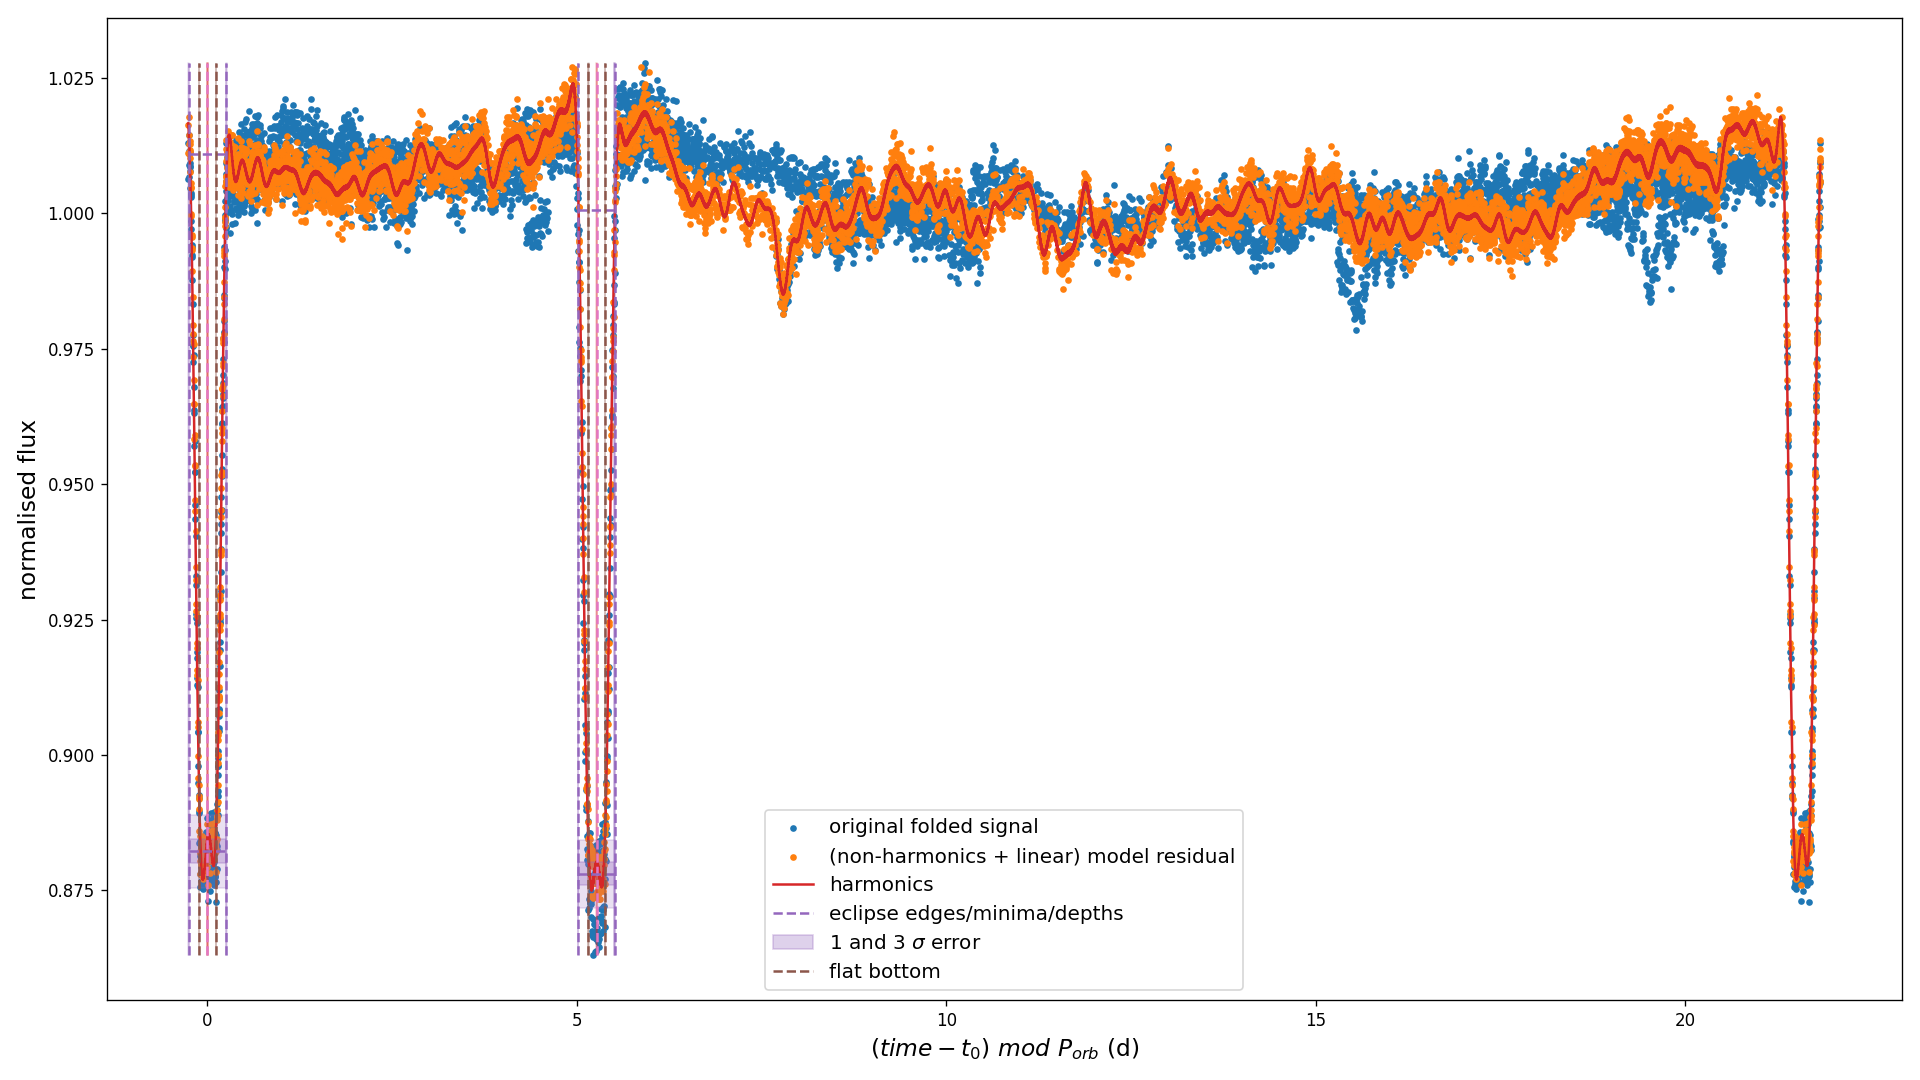 1.025
1.000
0.975
0.950
0.925
0.900
0.875
normalised flux
original folded signal
(non-harmonics + linear) model residual
harmonics
eclipse edges/minima/depths
1 and 3 σ error
flat bottom
0 5 10 15 20
(time − t₀) mod Pₒᵣb (d)